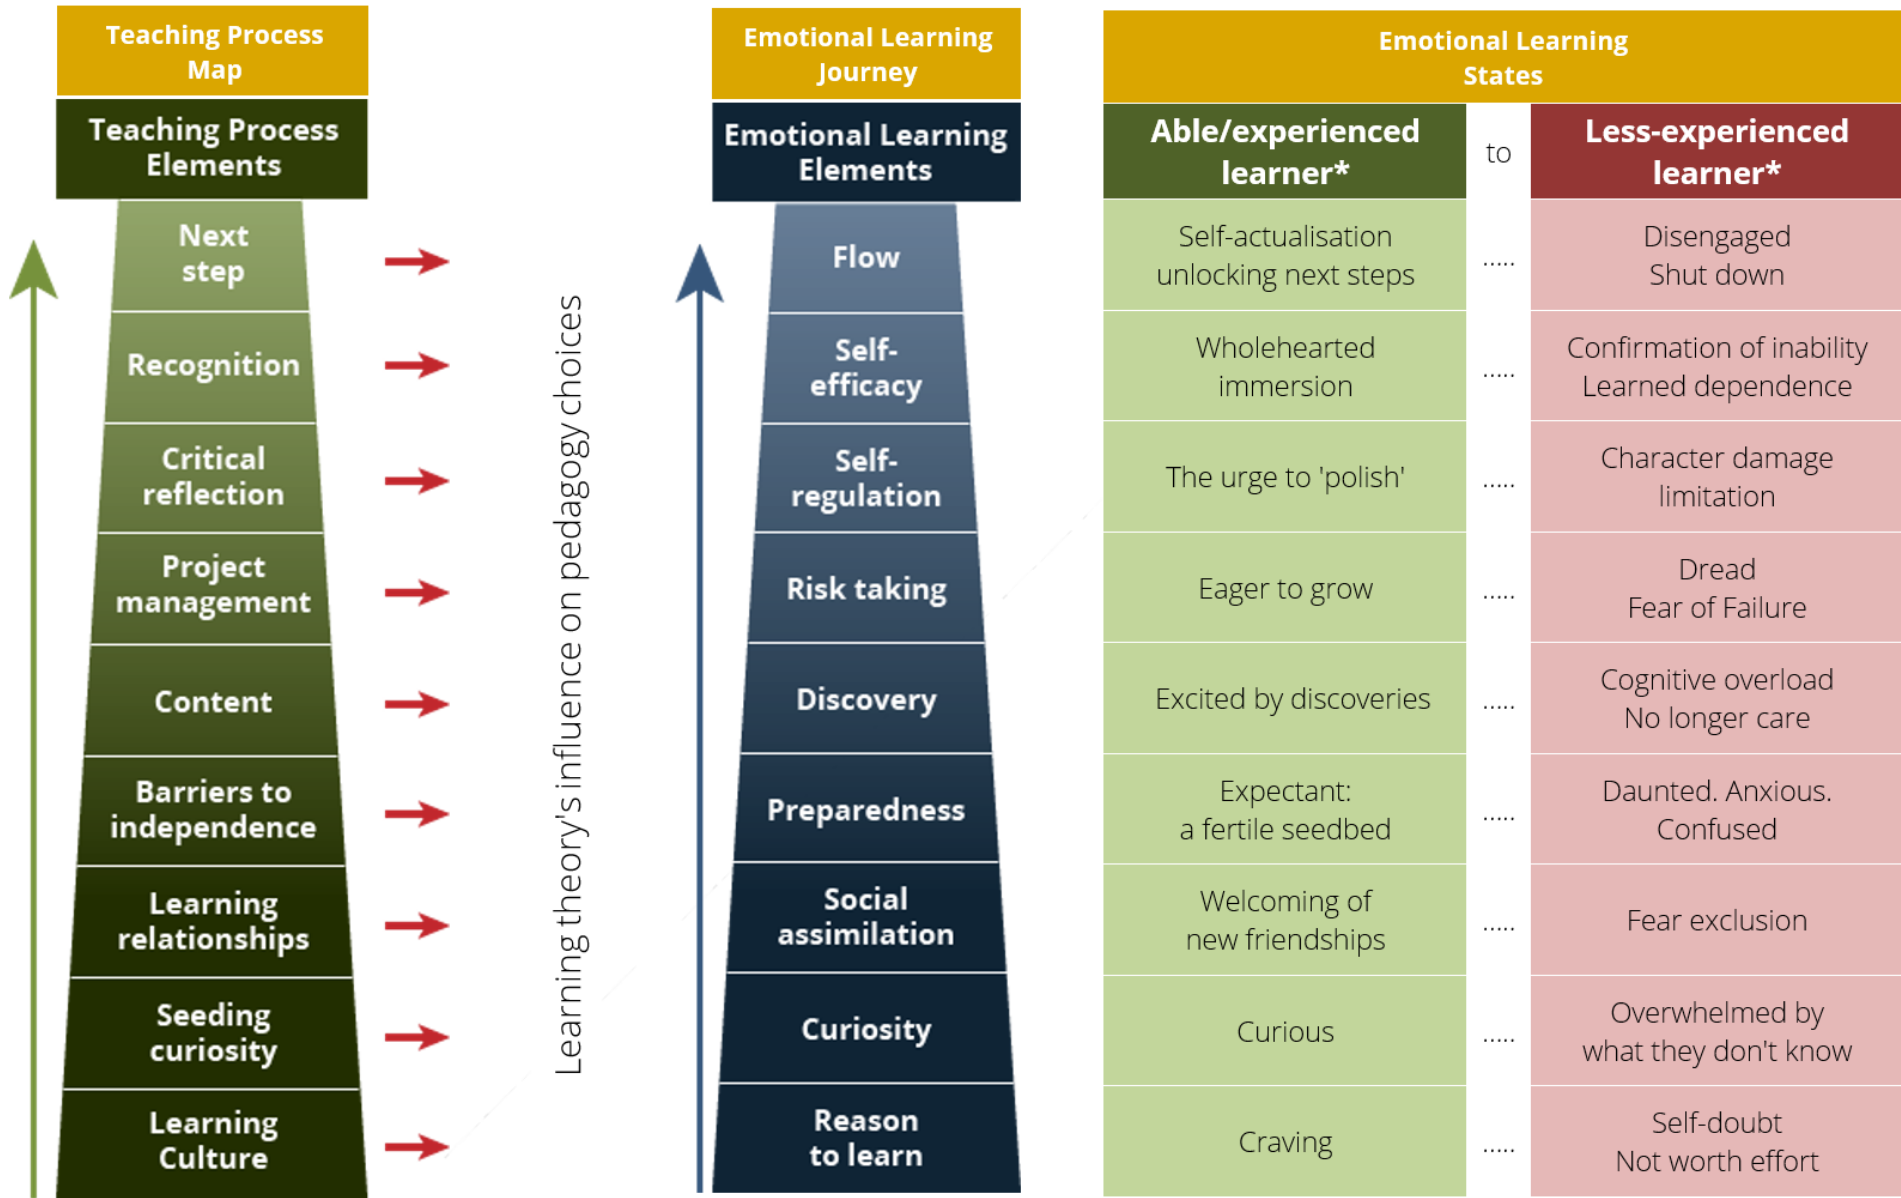 Teaching Process
Map
Teaching Process
Elements
Next
step
Recognition
Critical
reflection
Project
management
Content
Barriers to
independence
Learning
relationships
Seeding
curiosity
Learning
Culture
Learning theory's influence on pedagogy choices
Emotional Learning
Journey
Emotional Learning
Elements
Flow
Self-
efficacy
Self-
regulation
Risk taking
Discovery
Preparedness
Social
assimilation
Curiosity
Reason
to learn
Emotional Learning
States
Able/experienced
learner*
to
Less-experienced
learner*
Self-actualisation
unlocking next steps
.....
Disengaged
Shut down
Wholehearted
immersion
.....
Confirmation of inability
Learned dependence
The urge to 'polish'
.....
Character damage
limitation
Eager to grow
.....
Dread
Fear of Failure
Excited by discoveries
.....
Cognitive overload
No longer care
Expectant:
a fertile seedbed
.....
Daunted. Anxious.
Confused
Welcoming of
new friendships
.....
Fear exclusion
Curious
.....
Overwhelmed by
what they don't know
Craving
.....
Self-doubt
Not worth effort